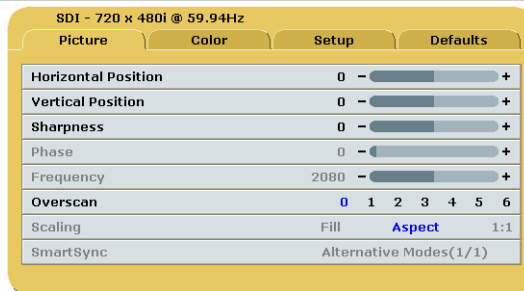 SDI - 720 x 480i @ 59.94Hz
Picture Color Setup Defaults
Horizontal Position 0 - +
Vertical Position 0 - +
Sharpness 0 - +
Phase 0 - +
Frequency 2080 - +
Overscan 0 1 2 3 4 5 6
Scaling Fill Aspect 1:1
SmartSync Alternative Modes(1/1)